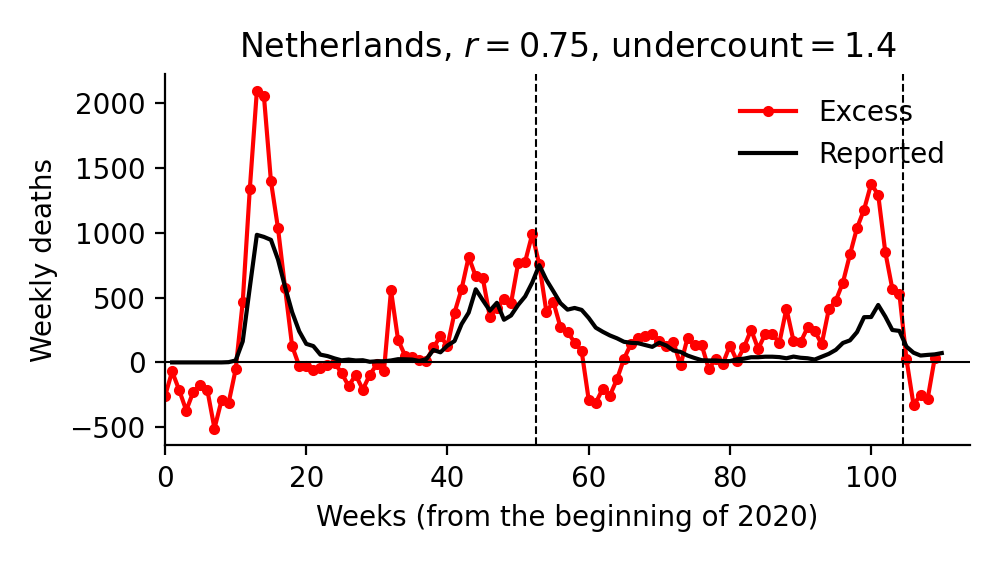 Netherlands, r = 0.75, undercount = 1.4
Excess
Reported
Weekly deaths
2000
1500
1000
500
0
−500
0 20 40 60 80 100
Weeks (from the beginning of 2020)